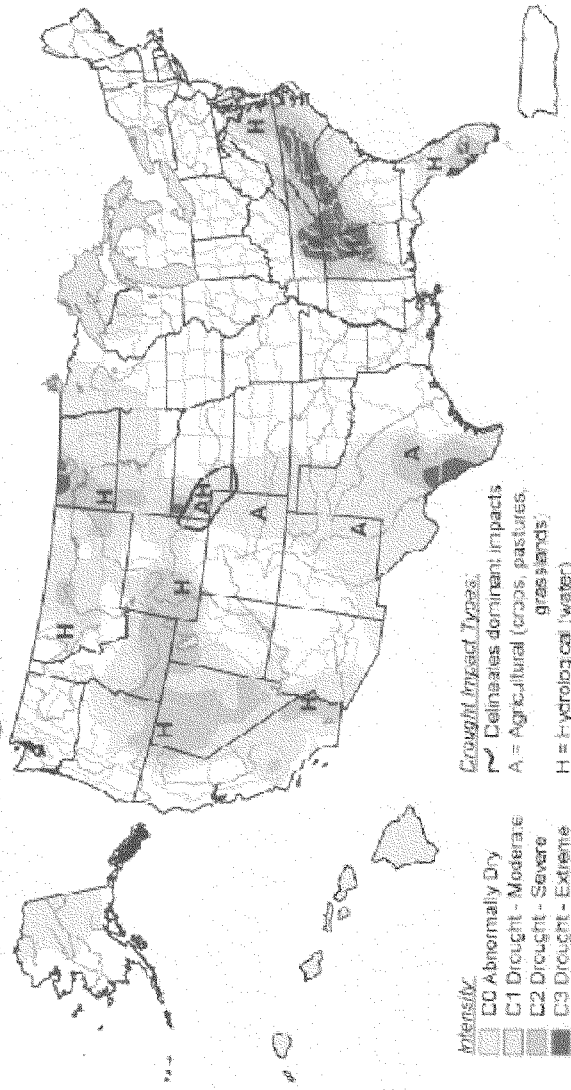 H
H
H
H
H
H
AH
A
A
A
H
H
Intensity:
D0 Abnormally Dry
D1 Drought - Moderate
D2 Drought - Severe
D3 Drought - Extreme
Drought Impact Types:
Delineates dominant impacts
A = Agricultural (crops, pastures,
grasslands)
H = Hydrological (water)